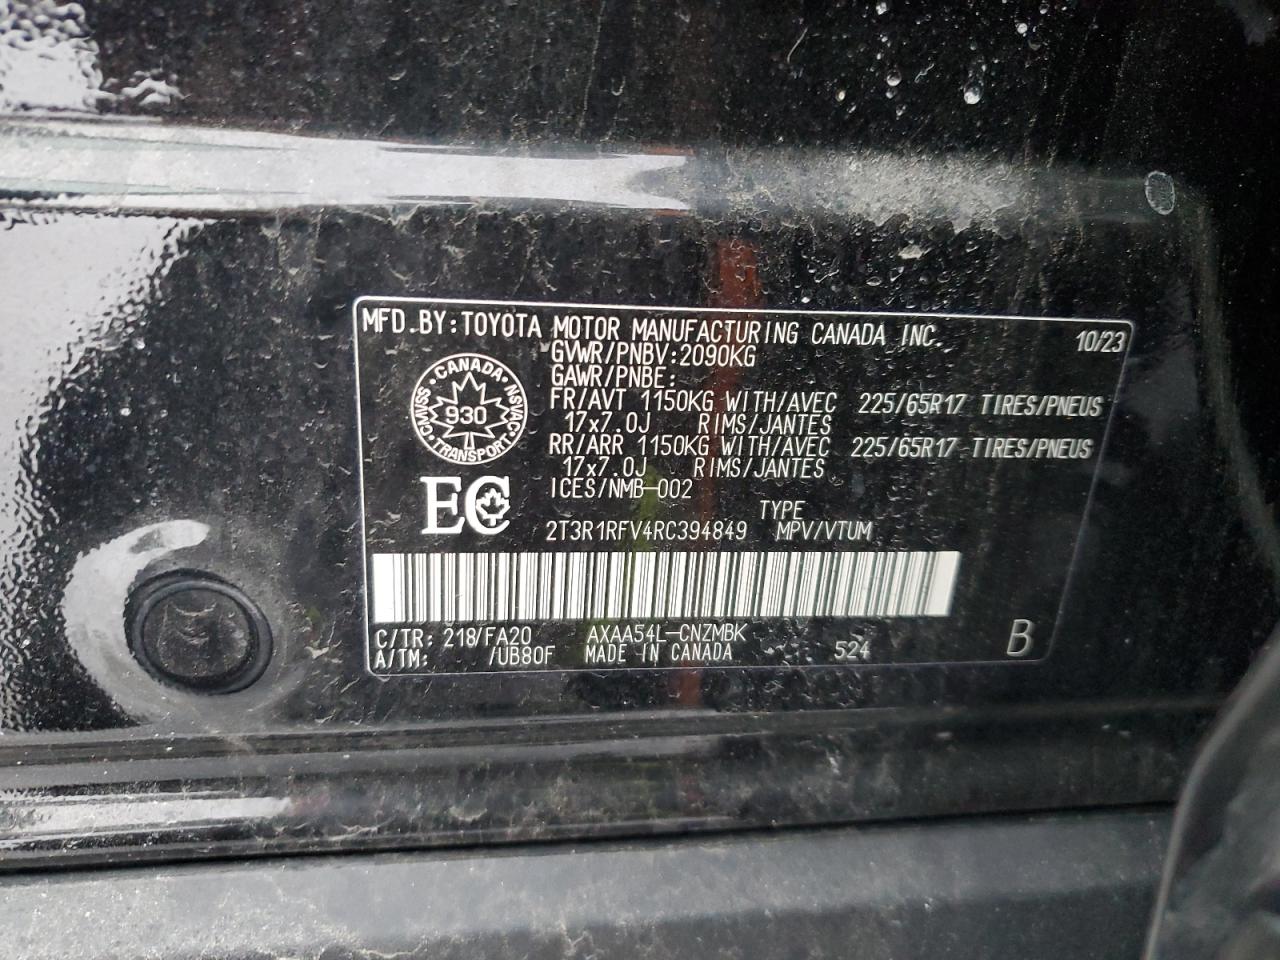 MFD.BY:TOYOTA MOTOR MANUFACTURING CANADA INC. 10/23
GVWR/PNBV:2090KG
GAWR/PNBE:
FR/AVT 1150KG WITH/AVEC 225/65R17 TIRES/PNEUS
17x7.0J RIMS/JANTES
RR/ARR 1150KG WITH/AVEC 225/65R17 TIRES/PNEUS
17x7.0J RIMS/JANTES
ICES/NMB-002
CANADA
CMVSS
NSVAC
930
TRANSPORT
EC
TYPE
2T3R1RFV4RC394849 MPV/VTUM
C/TR: 218/FA20 AXAA54L-CNZMBK
A/TM: /UB80F MADE IN CANADA 524 B